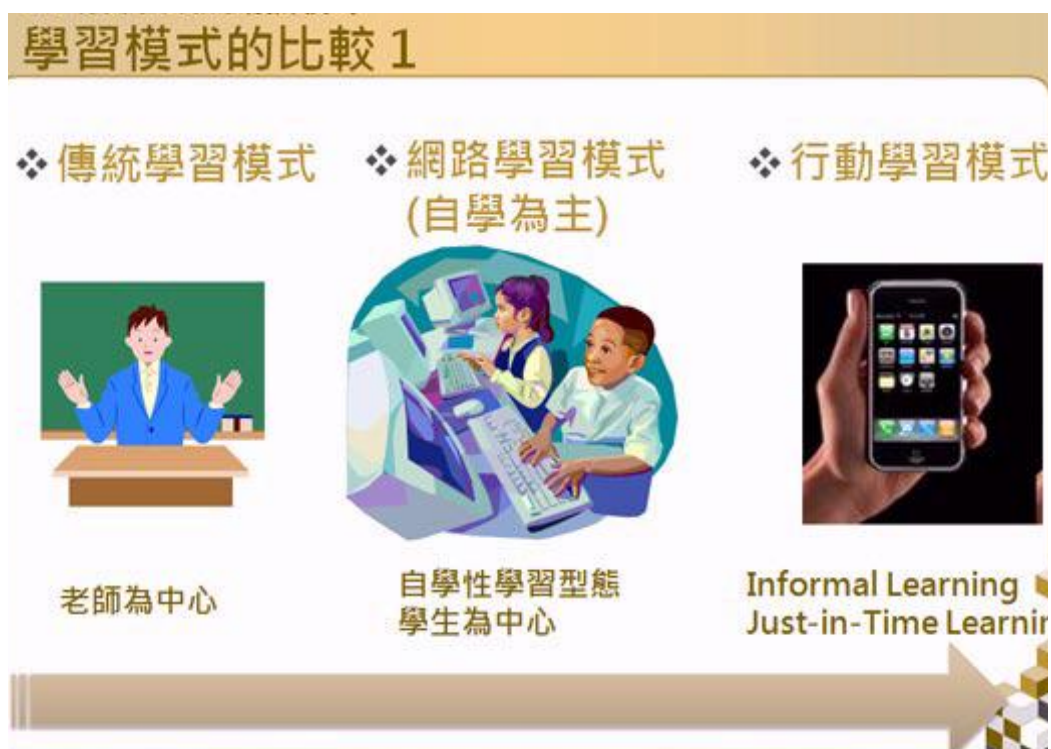 學習模式的比較 1
❖ 傳統學習模式
❖ 網路學習模式
(自學為主)
❖ 行動學習模式
老師為中心
自學性學習型態
學生為中心
Informal Learning
Just-in-Time Learnin